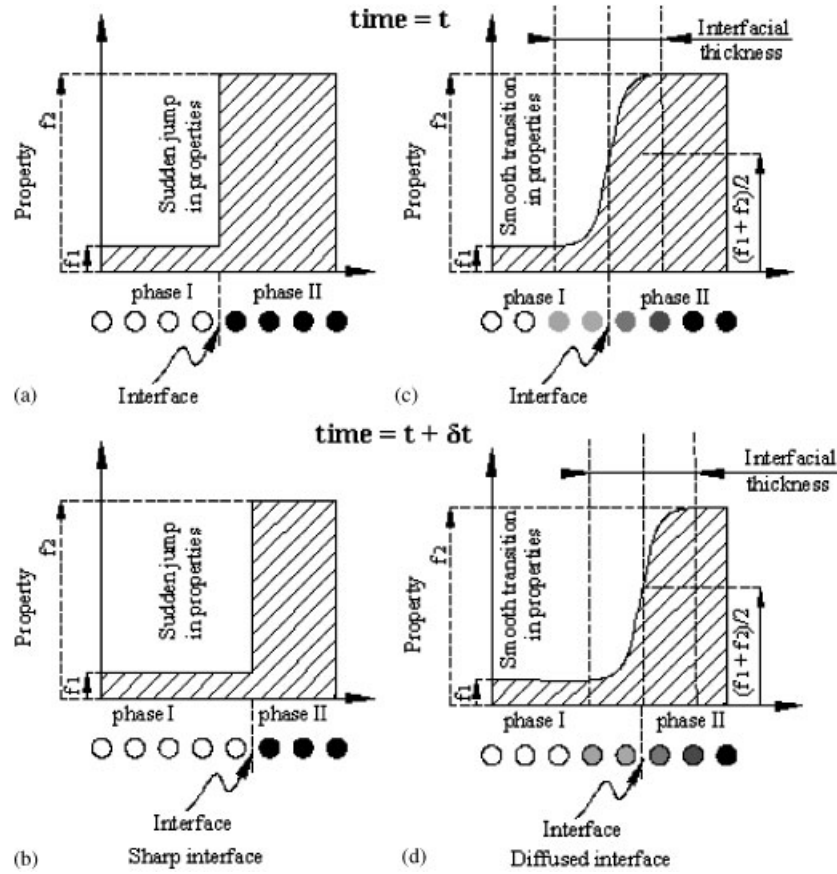 time = t
Interfacial
thickness
f2
Property
f1
Sudden jump
in properties
phase I
phase II
Interface
(a)
f2
Property
f1
Smooth transition
in properties
(f1 + f2)/2
phase I
phase II
Interface
(c)
time = t + δt
Interfacial
thickness
f2
Property
f1
Sudden jump
in properties
phase I
phase II
Interface
(b)
Sharp interface
f2
Property
f1
Smooth transition
in properties
(f1 + f2)/2
phase I
phase II
Interface
(d)
Diffused interface